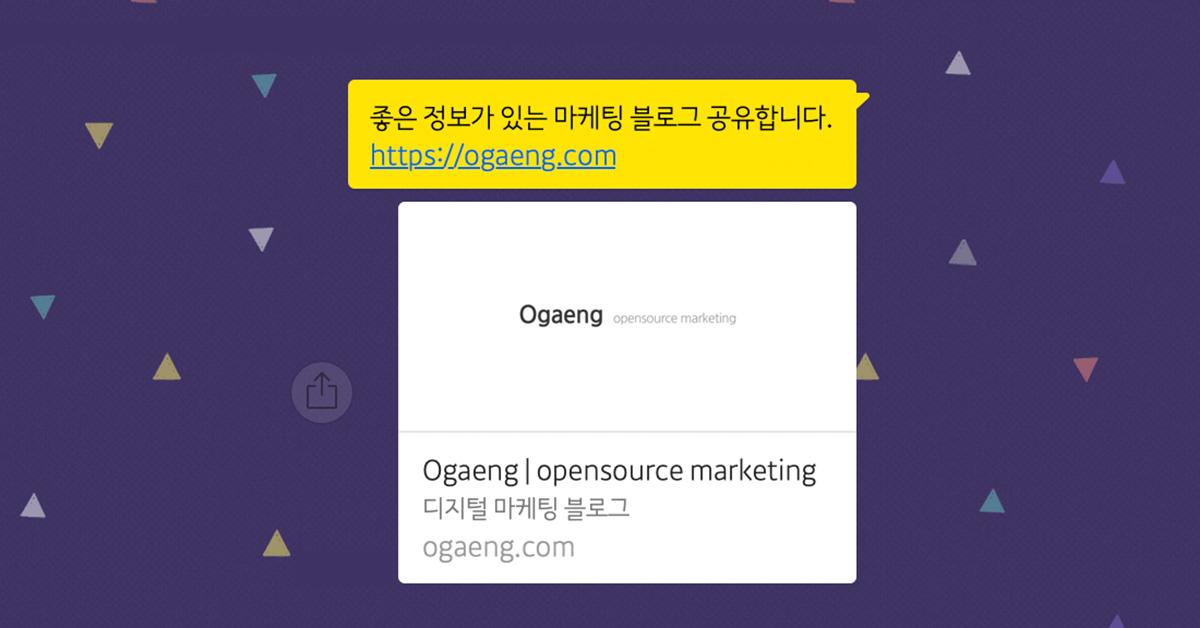 좋은 정보가 있는 마케팅 블로그 공유합니다.
https://ogaeng.com
Ogaeng opensource marketing
Ogaeng | opensource marketing
디지털 마케팅 블로그
ogaeng.com